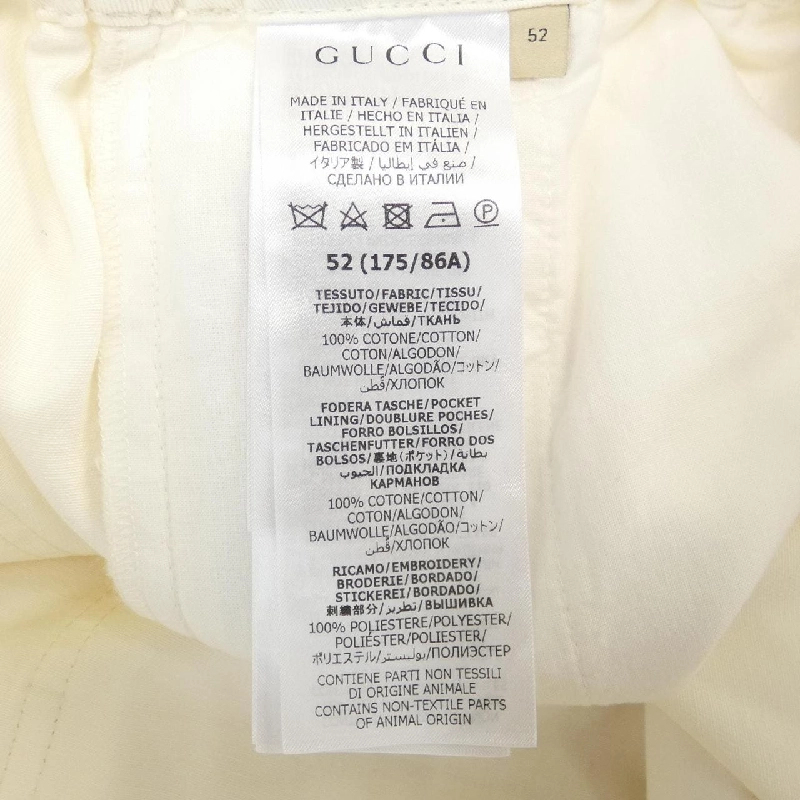 GUCCI
52
MADE IN ITALY / FABRIQUÉ EN
ITALIE / HECHO EN ITALIA /
HERGESTELLT IN ITALIEN /
FABRICADO EM ITÁLIA /
イタリア製 / صنع في إيطاليا /
СДЕЛАНО В ИТАЛИИ
P
52 (175/86A)
TESSUTO/FABRIC/TISSU/
TEJIDO/GEWEBE/TECIDO/
本体/قماش/ТКАНЬ
100% COTONE/COTTON/
COTON/ALGODON/
BAUMWOLLE/ALGODÃO/コットン/
قطن/ХЛОПОК
FODERA TASCHE/POCKET
LINING/DOUBLURE POCHES/
FORRO BOLSILLOS/
TASCHENFUTTER/FORRO DOS
BOLSOS/裏地(ポケット)/بطانة
الجيوب/ПОДКЛАДКА
КАРМАНОВ
100% COTONE/COTTON/
COTON/ALGODON/
BAUMWOLLE/ALGODÃO/コットン/
قطن/ХЛОПОК
RICAMO/EMBROIDERY/
BRODERIE/BORDADO/
STICKEREI/BORDADO/
刺繍部分/تطريز/ВЫШИВКА
100% POLIESTERE/POLYESTER/
POLIÉSTER/POLIESTER/
ポリエステル/بوليستر/ПОЛИЭСТЕР
CONTIENE PARTI NON TESSILI
DI ORIGINE ANIMALE
CONTAINS NON-TEXTILE PARTS
OF ANIMAL ORIGIN